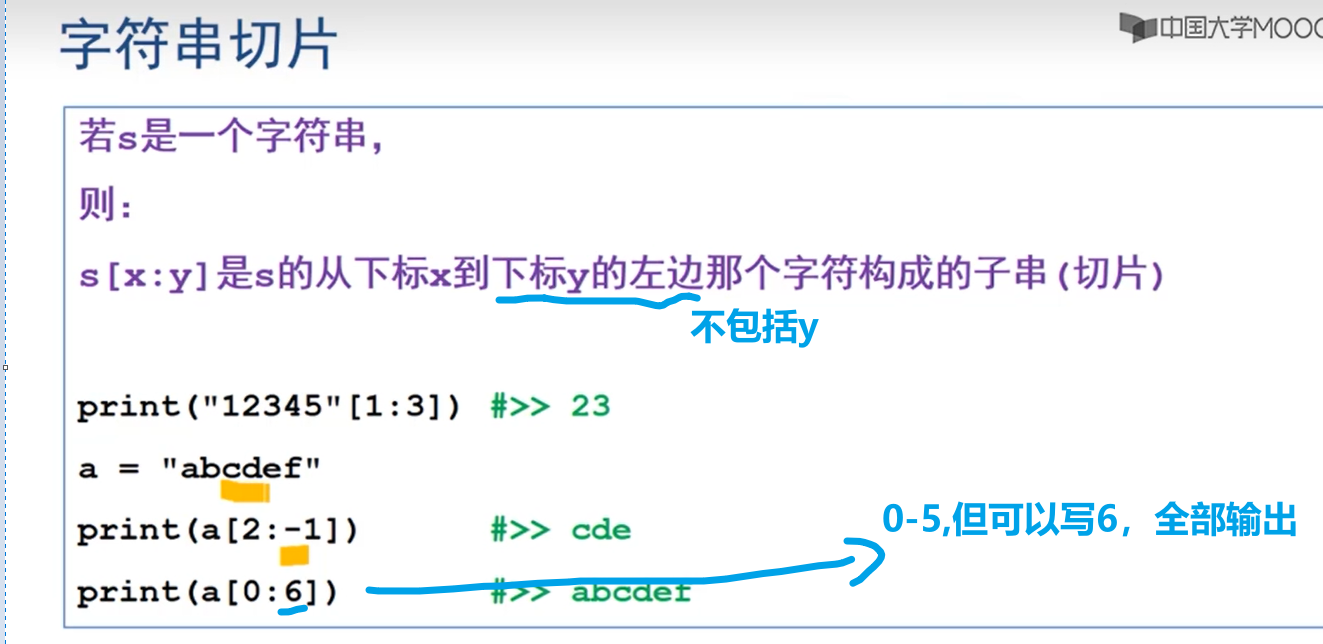 字符串切片
中国大学MOOC
若s是一个字符串，
则：
s[x:y]是s的从下标x到下标y的左边那个字符构成的子串(切片)
不包括y
print("12345"[1:3]) #>> 23
a = "abcdef"
print(a[2:-1]) #>> cde
0-5,但可以写6，全部输出
print(a[0:6]) #>> abcdef